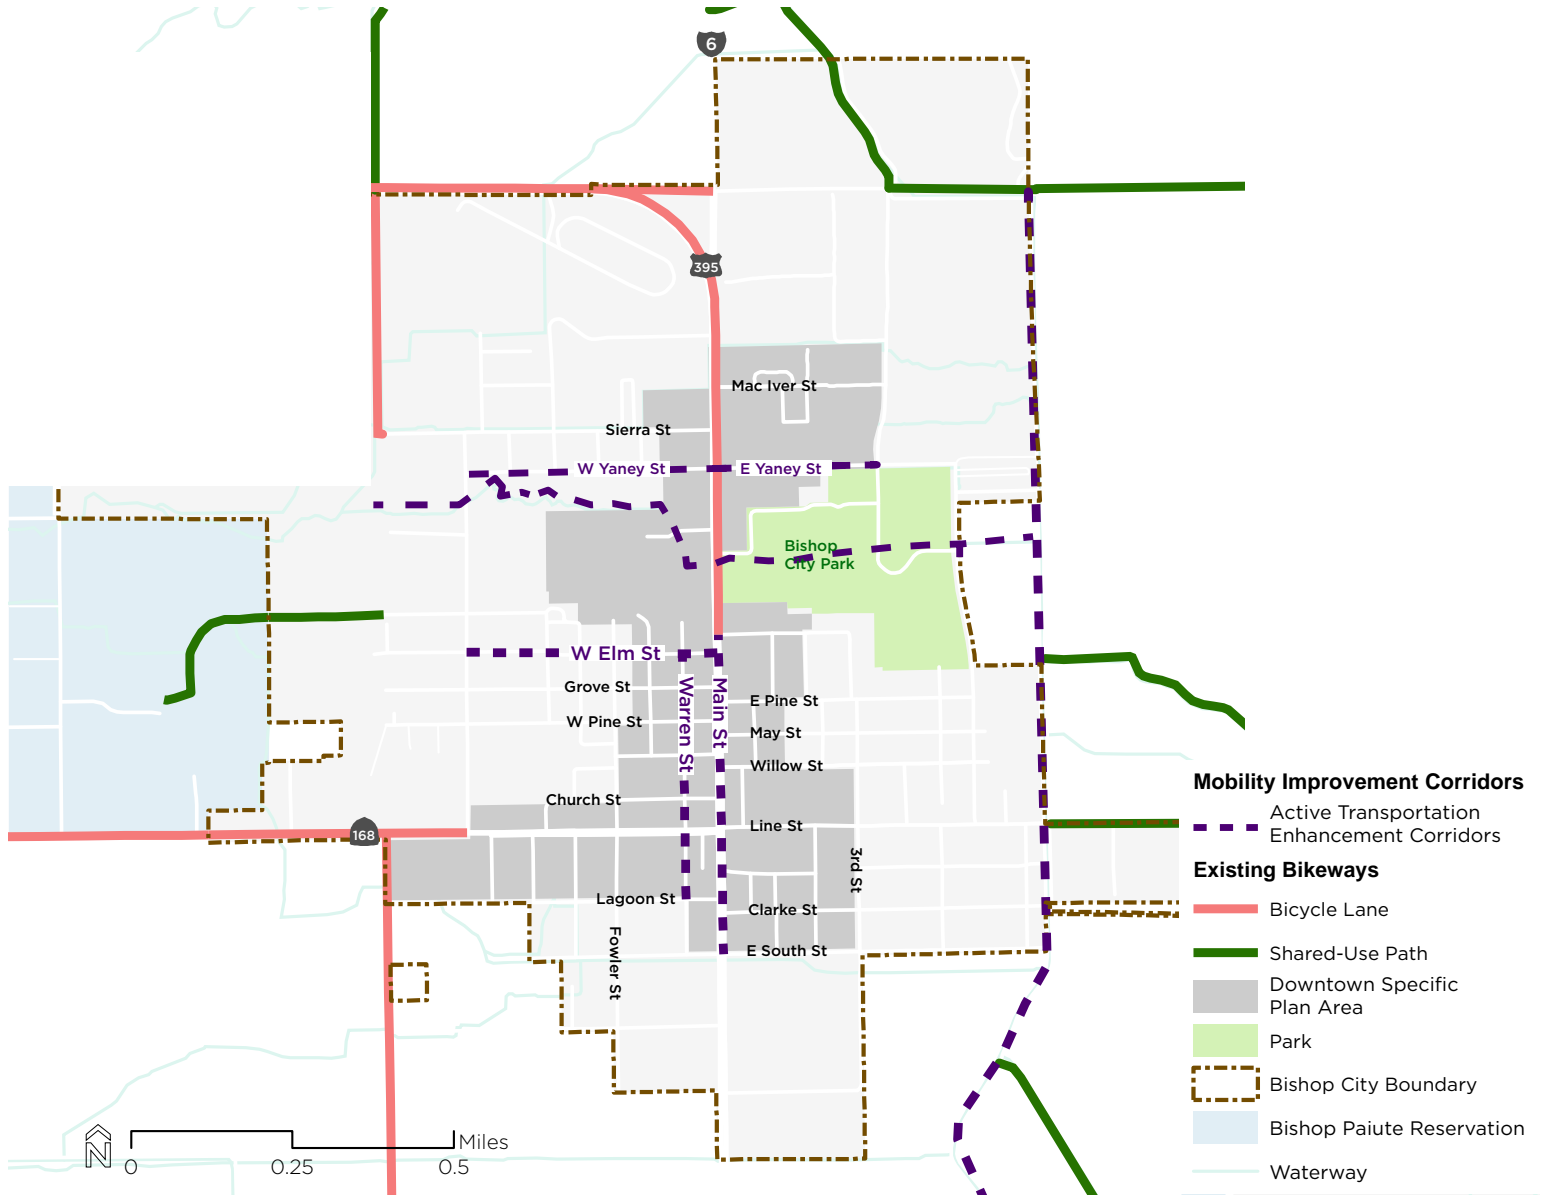 6
395
Mac Iver St
Sierra St
W Yaney St
E Yaney St
Bishop
City Park
W Elm St
Grove St
Warren St
Main St
E Pine St
W Pine St
May St
Willow St
Church St
168
Line St
3rd St
Lagoon St
Clarke St
Fowler St
E South St
N
Miles
0
0.25
0.5
Mobility Improvement Corridors
Active Transportation
Enhancement Corridors
Existing Bikeways
Bicycle Lane
Shared-Use Path
Downtown Specific
Plan Area
Park
Bishop City Boundary
Bishop Paiute Reservation
Waterway